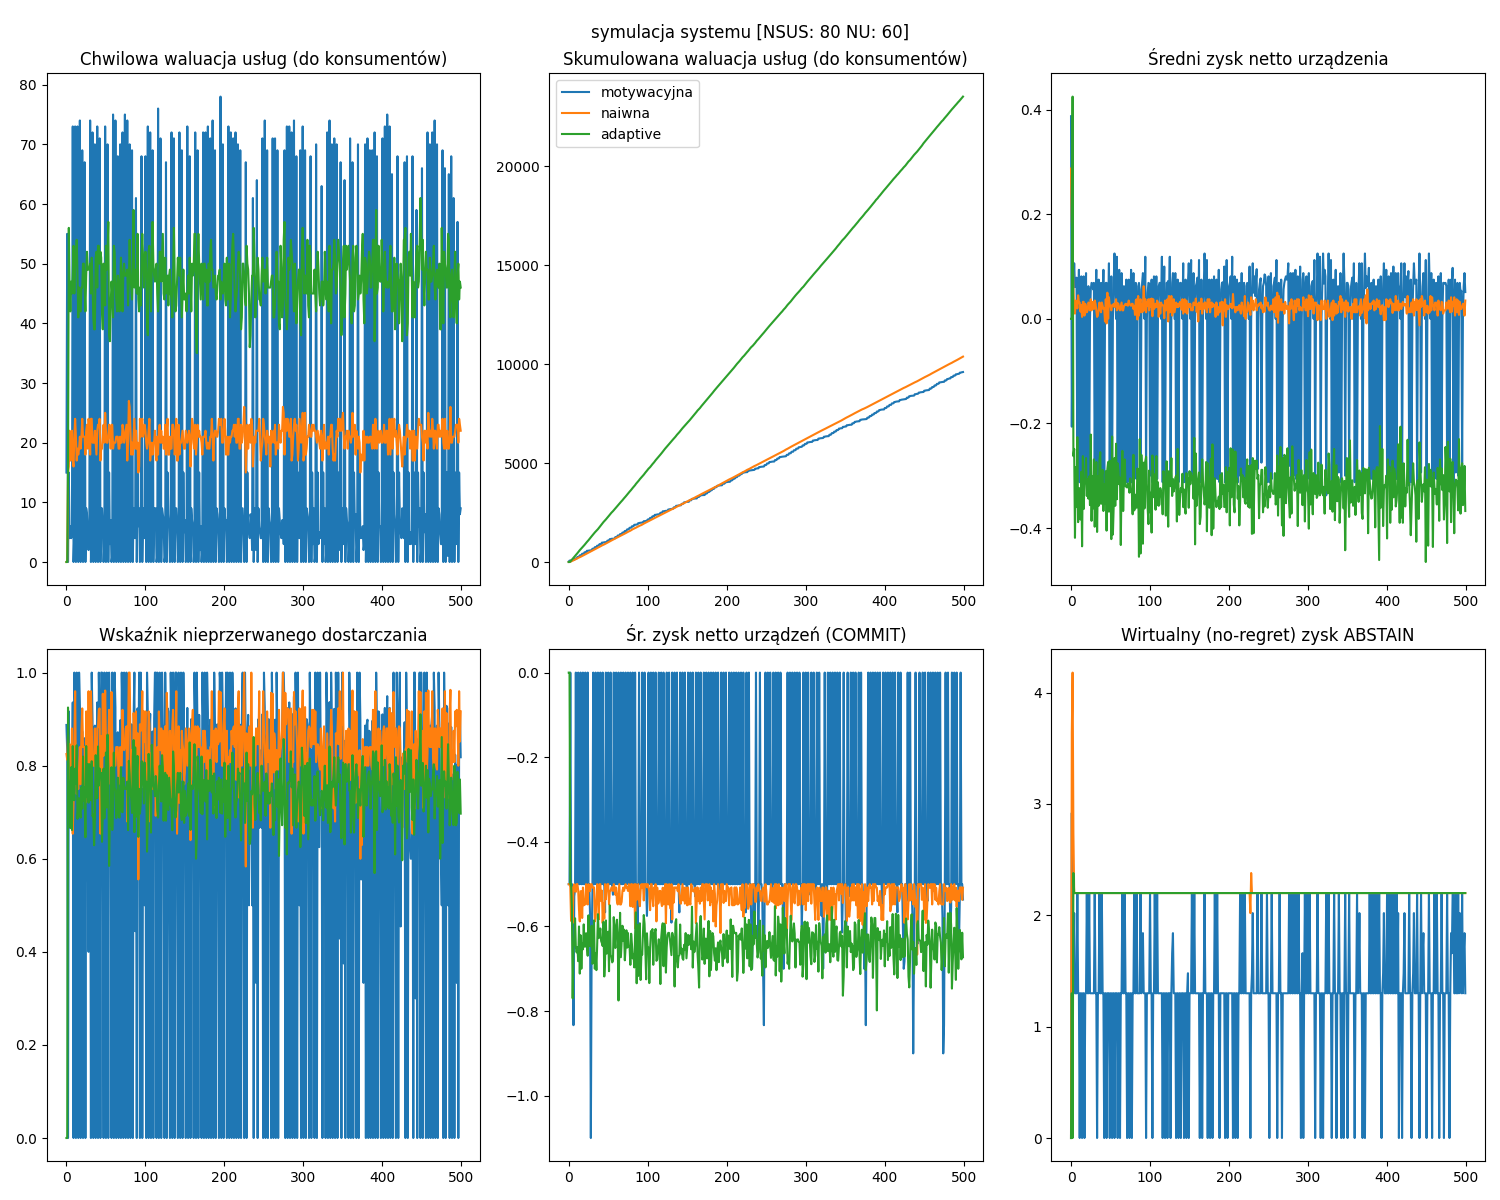 symulacja systemu [NSUS: 80 NU: 60]
Chwilowa waluacja usług (do konsumentów)
80
70
60
50
40
30
20
10
0
0 100 200 300 400 500
Skumulowana waluacja usług (do konsumentów)
motywacyjna
naiwna
adaptive
20000
15000
10000
5000
0
0 100 200 300 400 500
Średni zysk netto urządzenia
0.4
0.2
0.0
−0.2
−0.4
0 100 200 300 400 500
Wskaźnik nieprzerwanego dostarczania
1.0
0.8
0.6
0.4
0.2
0.0
0 100 200 300 400 500
Śr. zysk netto urządzeń (COMMIT)
0.0
−0.2
−0.4
−0.6
−0.8
−1.0
0 100 200 300 400 500
Wirtualny (no-regret) zysk ABSTAIN
4
3
2
1
0
0 100 200 300 400 500